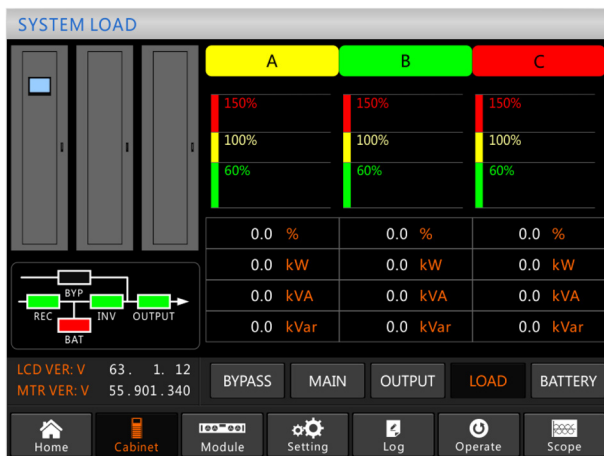 SYSTEM LOAD
A B C
150% 150% 150%
100% 100% 100%
60% 60% 60%
0.0 % 0.0 % 0.0 %
0.0 kW 0.0 kW 0.0 kW
0.0 kVA 0.0 kVA 0.0 kVA
0.0 kVar 0.0 kVar 0.0 kVar
BYP
REC INV OUTPUT
BAT
LCD VER: V 63. 1. 12
MTR VER: V 55.901.340
BYPASS MAIN OUTPUT LOAD BATTERY
Home Cabinet Module Setting Log Operate Scope